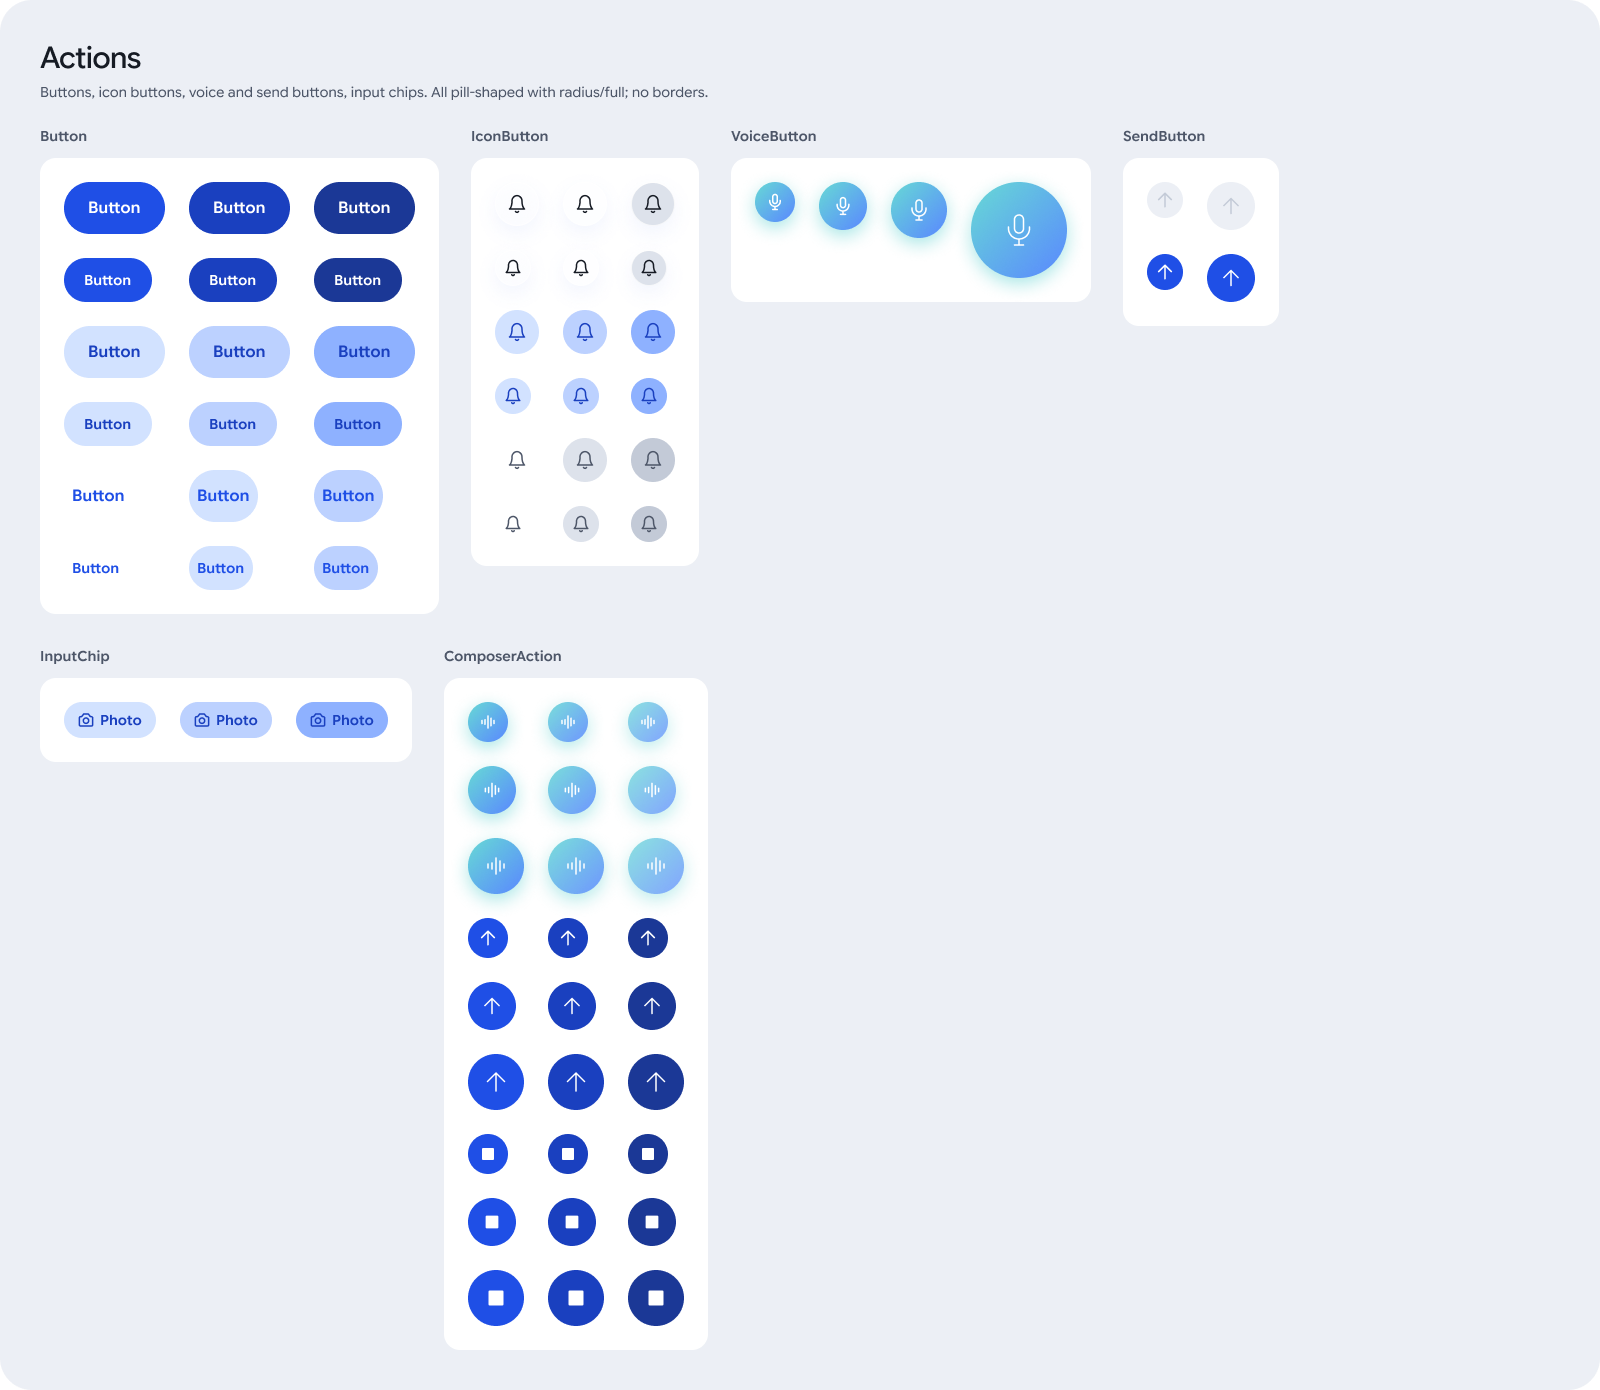 Actions
Buttons, icon buttons, voice and send buttons, input chips. All pill-shaped with radius/full; no borders.
Button
IconButton
VoiceButton
SendButton
Button Button Button
Button Button Button
Button Button Button
Button Button Button
Button Button Button
Button Button Button
InputChip
ComposerAction
Photo Photo Photo